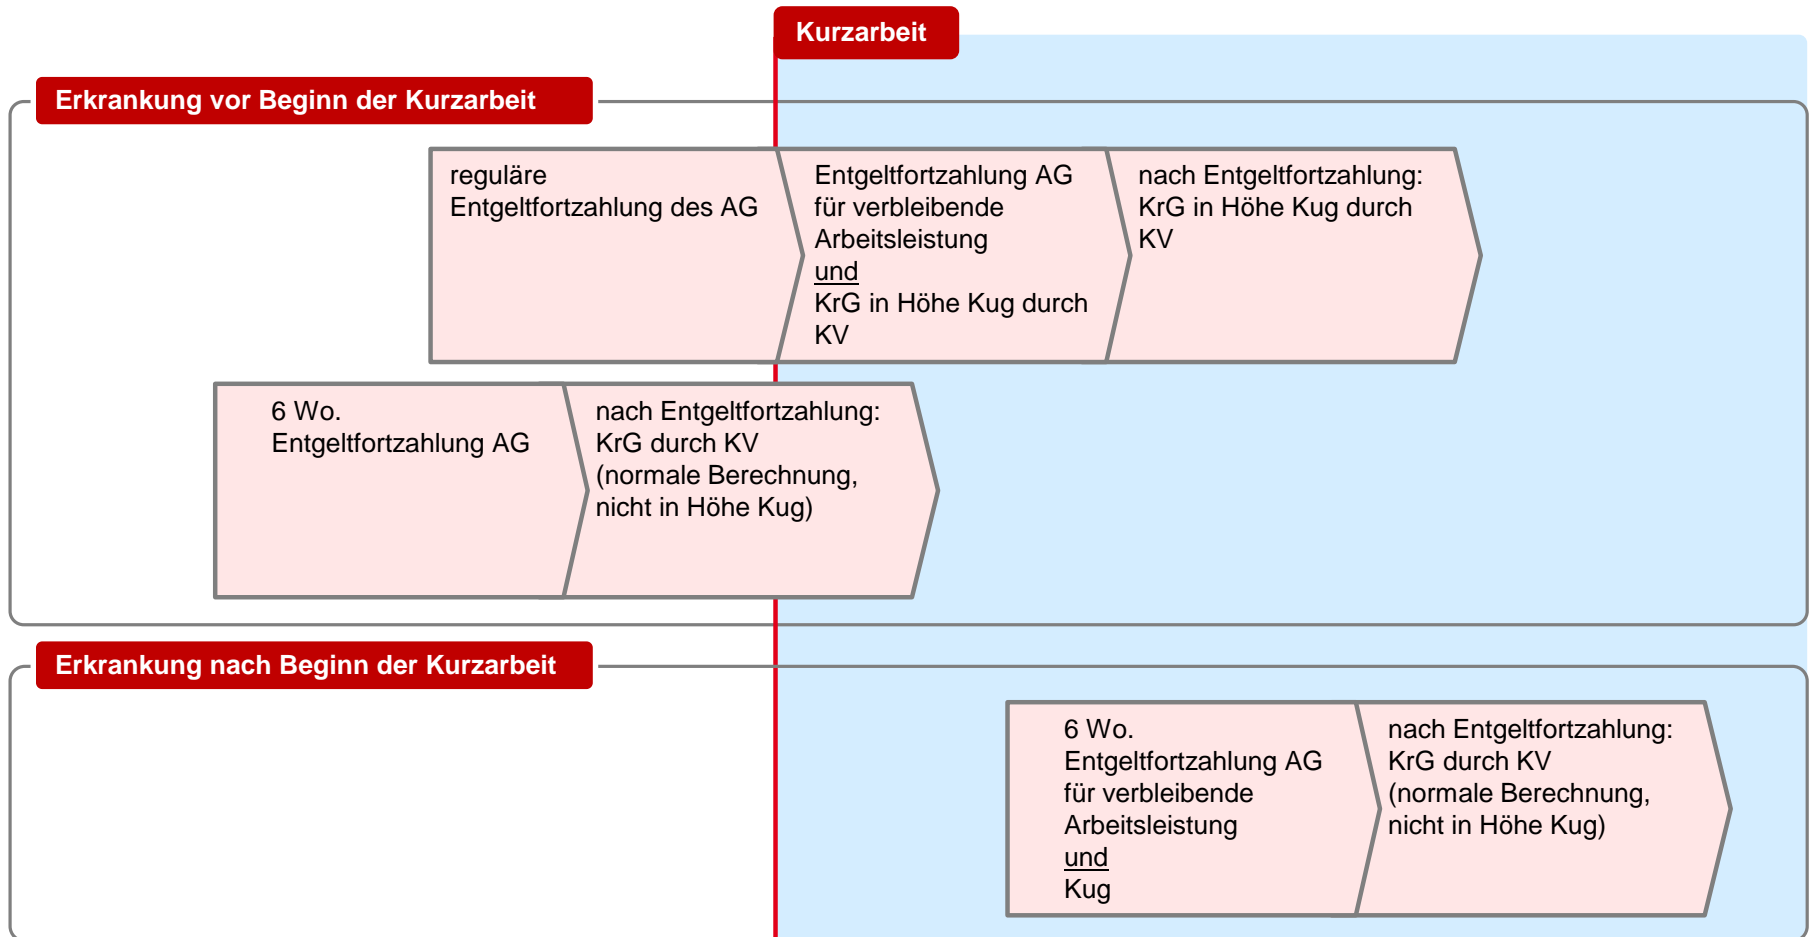 Kurzarbeit
Erkrankung vor Beginn der Kurzarbeit
reguläre
Entgeltfortzahlung des AG
Entgeltfortzahlung AG
für verbleibende
Arbeitsleistung
und
KrG in Höhe Kug durch
KV
nach Entgeltfortzahlung:
KrG in Höhe Kug durch
KV
6 Wo.
Entgeltfortzahlung AG
nach Entgeltfortzahlung:
KrG durch KV
(normale Berechnung,
nicht in Höhe Kug)
Erkrankung nach Beginn der Kurzarbeit
6 Wo.
Entgeltfortzahlung AG
für verbleibende
Arbeitsleistung
und
Kug
nach Entgeltfortzahlung:
KrG durch KV
(normale Berechnung,
nicht in Höhe Kug)